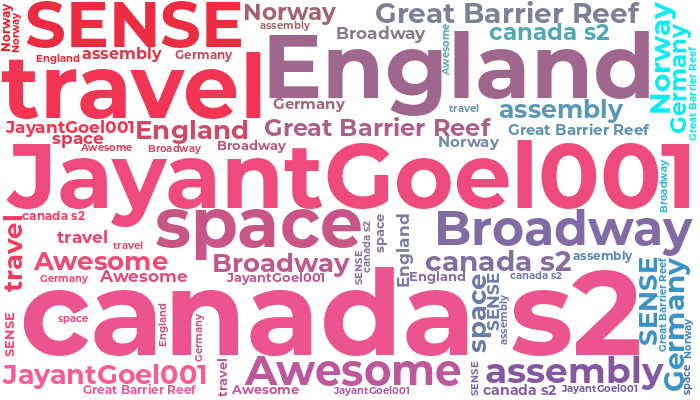 Norway
Norway
SENSE
Norway
assembly
Great Barrier Reef
Broadway
Awesome
canada s2
Norway
Germany
Great Barrier Reef
England
assembly
Germany
travel
England
Germany
travel
assembly
JayantGoel001
England
Great Barrier Reef
Great Barrier Reef
space
Awesome
Broadway
Broadway
Norway
JayantGoel001
Broadway
canada s2
travel
space
canada s2
space
England
Broadway
travel
travel
Awesome
Broadway
SENSE
canada s2
assembly
Germany
Awesome
JayantGoel001
England
space
SENSE
assembly
canada s2
SENSE
Great Barrier Reef
Germany
Norway
space
canada s2
space
SENSE
England
Germany
JayantGoel001
travel
Awesome
SENSE
assembly
Great Barrier Reef
Awesome
JayantGoel001
canada s2
JayantGoel001